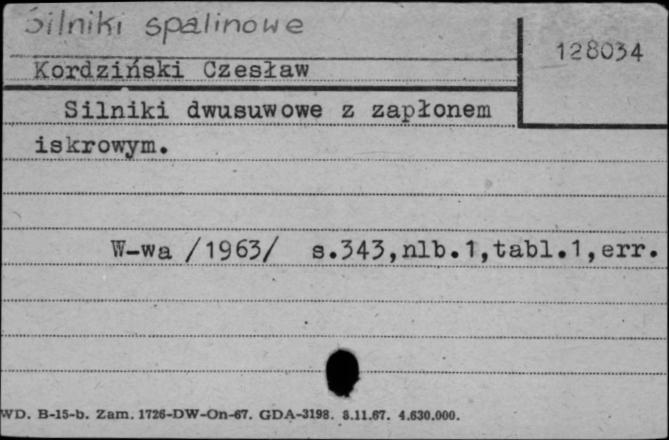 Silniki spalinowe
128034
Kordziński Czesław
Silniki dwusuwowe z zapłonem
iskrowym.
W-wa /1963/ s.343,nlb.1,tabl.1,err.
WD. B-15-b. Zam. 1726-DW-On-67. GDA-3198. 8.11.67. 4.630.000.